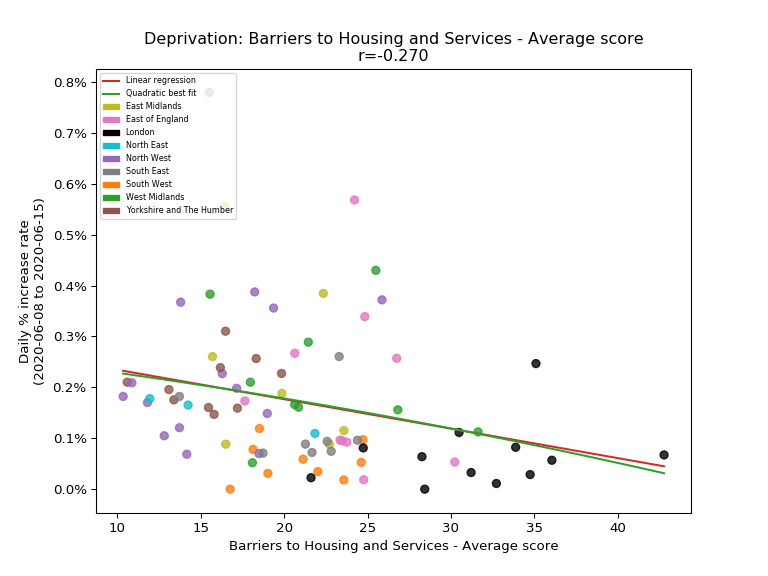 Deprivation: Barriers to Housing and Services - Average score
r=-0.270
0.8%
0.7%
0.6%
0.5%
0.4%
0.3%
0.2%
0.1%
0.0%
Daily % increase rate
(2020-06-08 to 2020-06-15)
Linear regression
Quadratic best fit
East Midlands
East of England
London
North East
North West
South East
South West
West Midlands
Yorkshire and The Humber
10 15 20 25 30 35 40
Barriers to Housing and Services - Average score